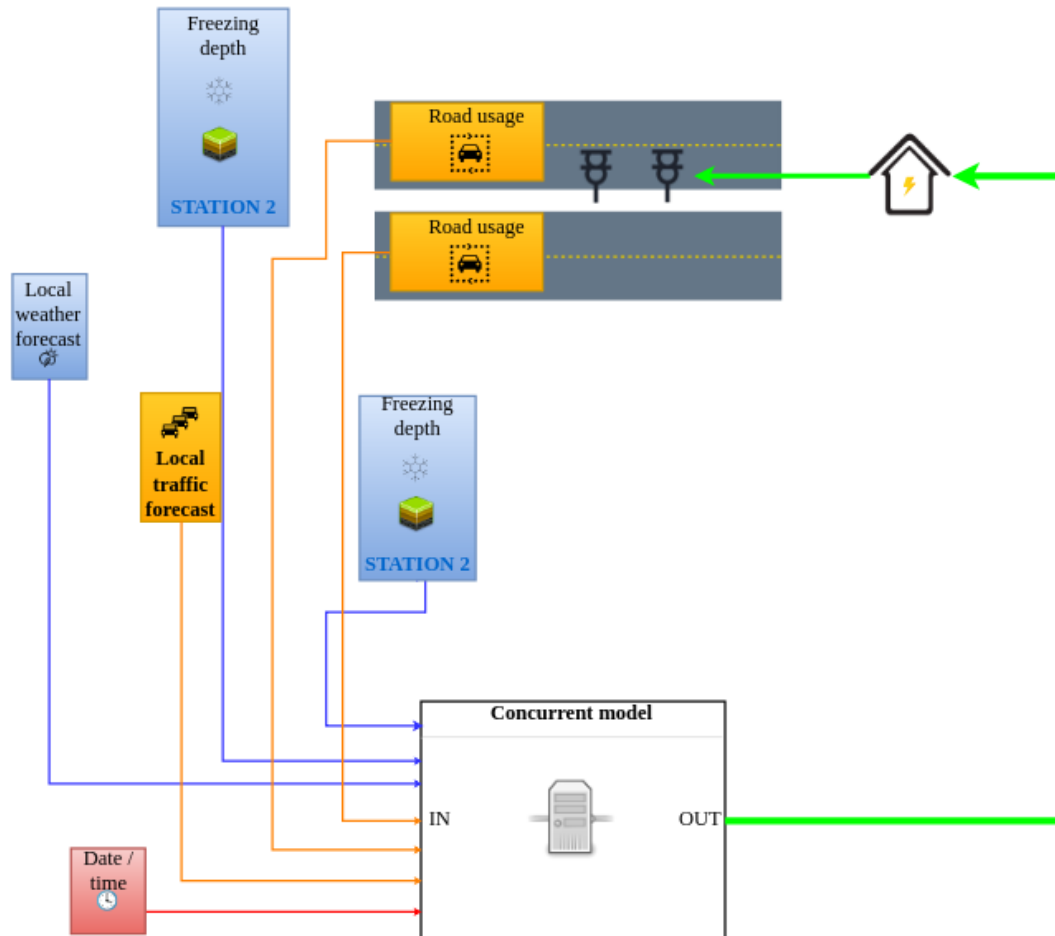 Freezing
depth
STATION 2
Road usage
Road usage
Local
weather
forecast
Local
traffic
forecast
Freezing
depth
STATION 2
Concurrent model
IN
OUT
Date /
time